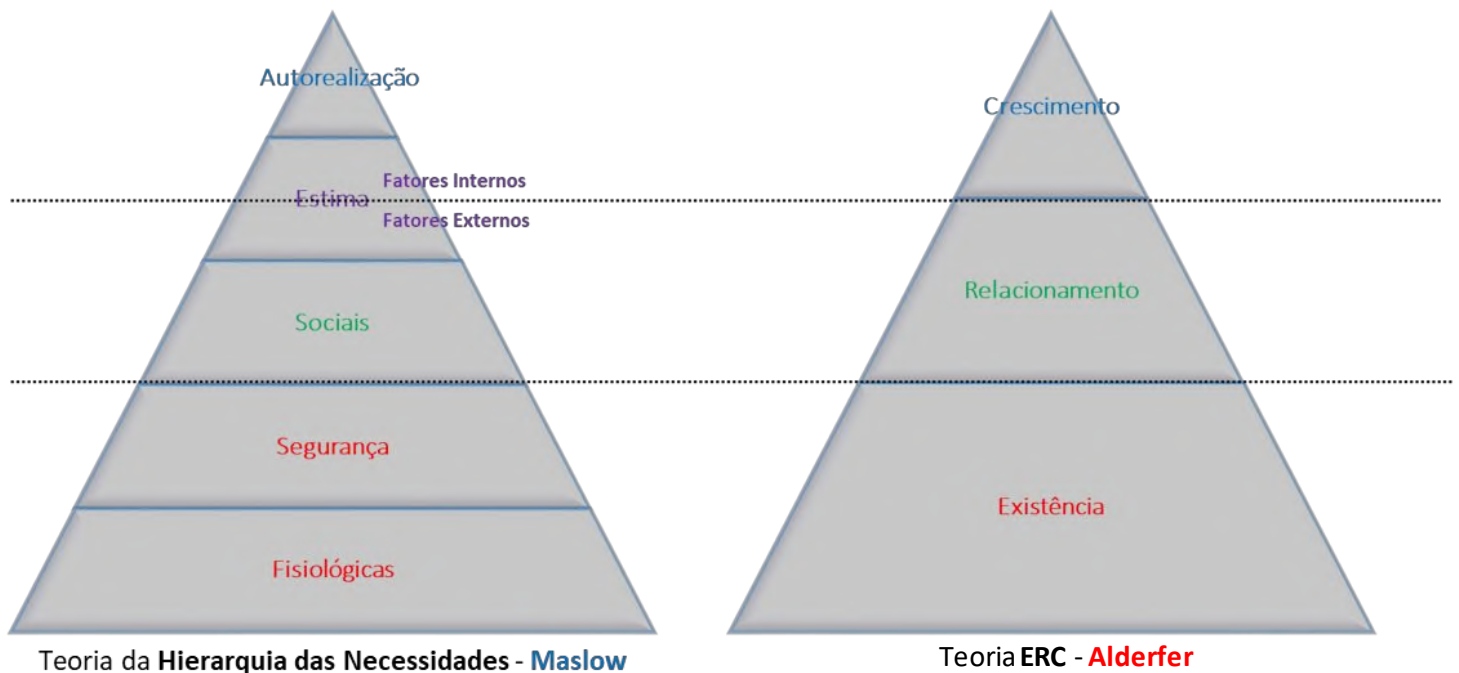 Autorealização
Estima
Fatores Internos
Fatores Externos
Sociais
Segurança
Fisiológicas
Teoria da Hierarquia das Necessidades - Maslow
Crescimento
Relacionamento
Existência
Teoria ERC - Alderfer